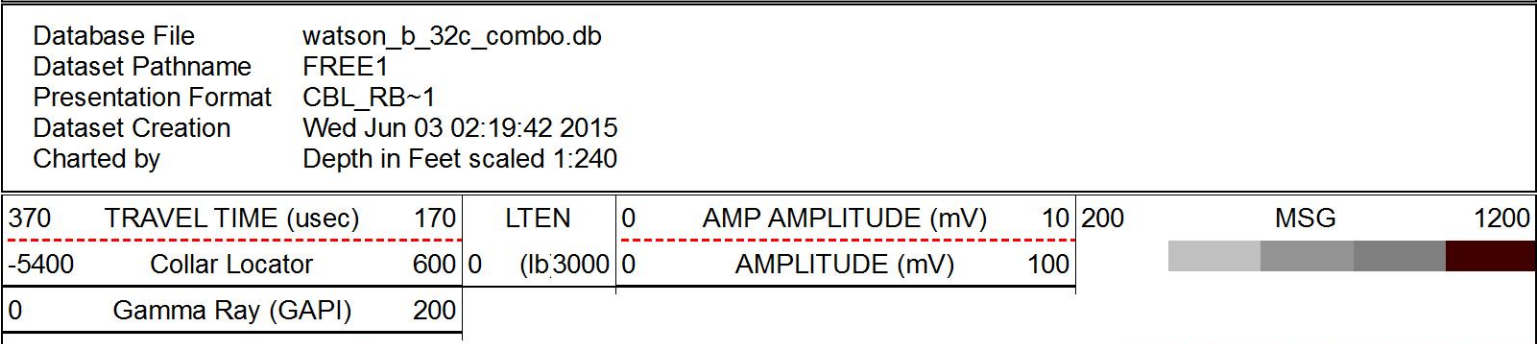 Database File watson_b_32c_combo.db
Dataset Pathname FREE1
Presentation Format CBL_RB~1
Dataset Creation Wed Jun 03 02:19:42 2015
Charted by Depth in Feet scaled 1:240
370 TRAVEL TIME (usec) 170 LTEN 0 AMP AMPLITUDE (mV) 10 200 MSG 1200
-5400 Collar Locator 600 0 (lb) 3000 0 AMPLITUDE (mV) 100
0 Gamma Ray (GAPI) 200